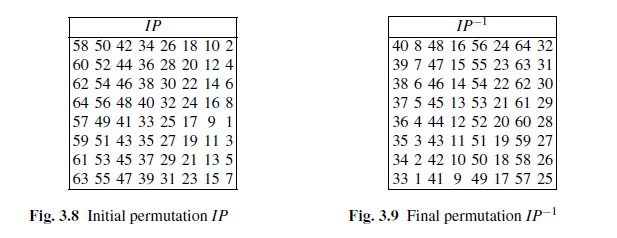 IP
58 50 42 34 26 18 10 2
60 52 44 36 28 20 12 4
62 54 46 38 30 22 14 6
64 56 48 40 32 24 16 8
57 49 41 33 25 17 9 1
59 51 43 35 27 19 11 3
61 53 45 37 29 21 13 5
63 55 47 39 31 23 15 7
Fig. 3.8 Initial permutation IP
IP⁻¹
40 8 48 16 56 24 64 32
39 7 47 15 55 23 63 31
38 6 46 14 54 22 62 30
37 5 45 13 53 21 61 29
36 4 44 12 52 20 60 28
35 3 43 11 51 19 59 27
34 2 42 10 50 18 58 26
33 1 41 9 49 17 57 25
Fig. 3.9 Final permutation IP⁻¹